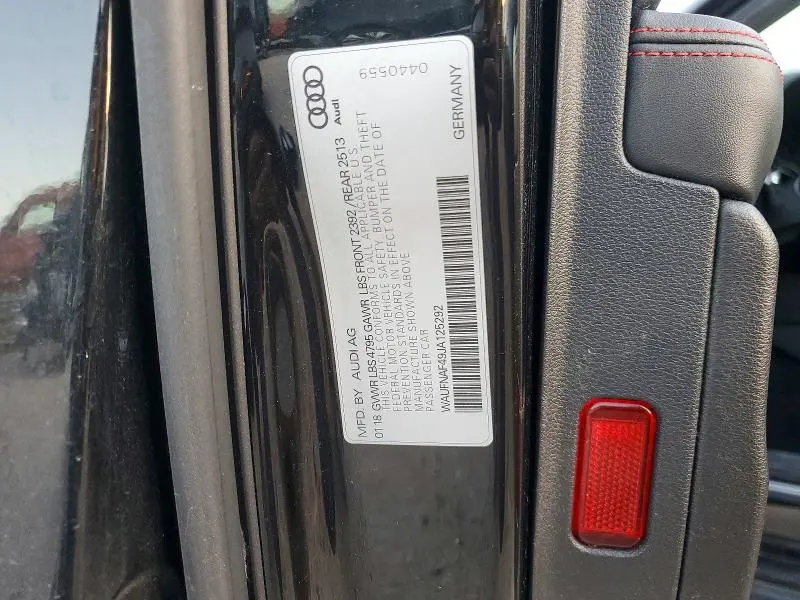 Audi
0440559
MFD. BY AUDI AG
0118 GVWR LBS 4795 GAWR LBS FRONT 2392 / REAR 2513
THIS VEHICLE CONFORMS TO ALL APPLICABLE U.S.
FEDERAL MOTOR VEHICLE SAFETY, BUMPER AND THEFT
PREVENTION STANDARDS IN EFFECT ON THE DATE OF
MANUFACTURE SHOWN ABOVE
PASSENGER CAR
GERMANY
WAUFNAF49JA125292